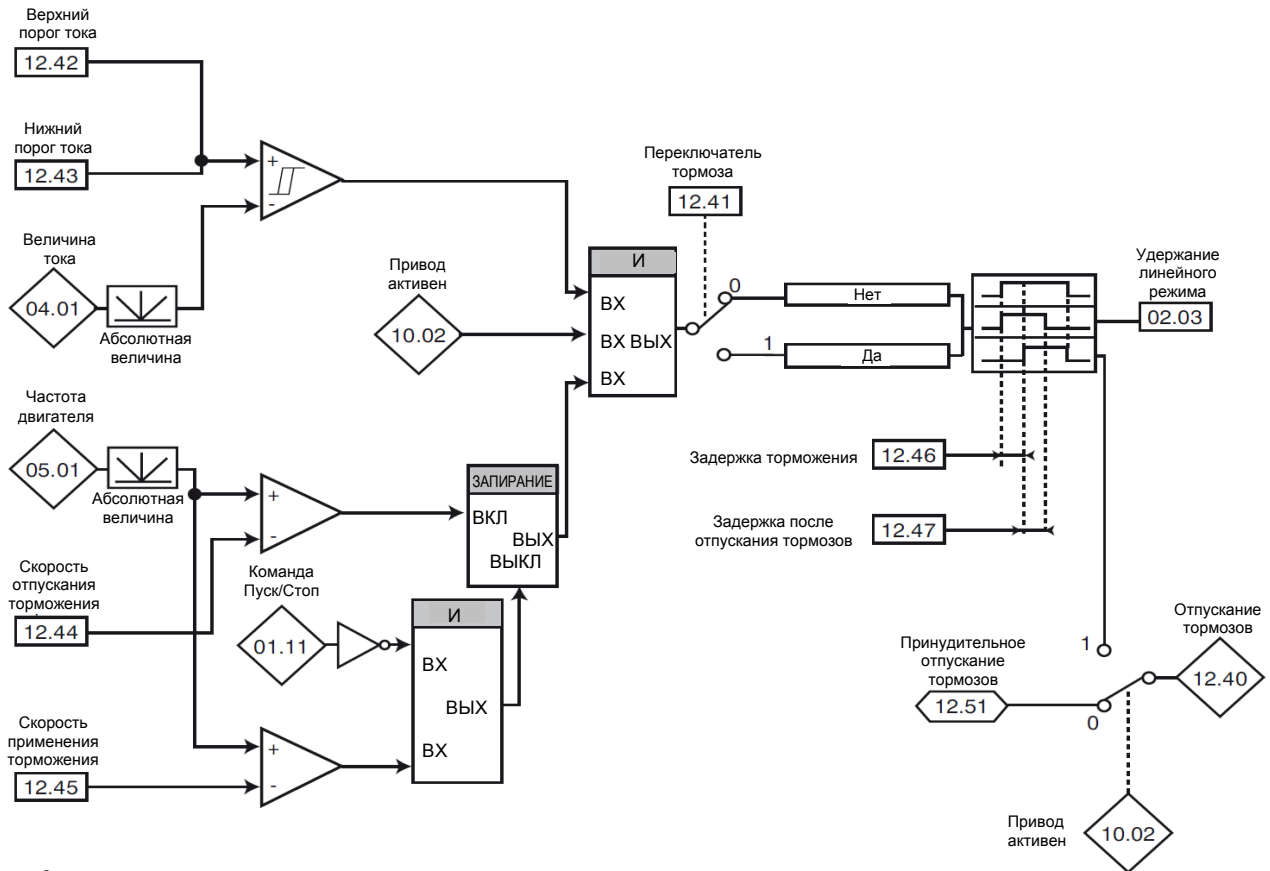 Верхний
порог тока
12.42
Нижний
порог тока
12.43
+
-
Величина
тока
04.01
Абсолютная
величина
Частота
двигателя
05.01
Абсолютная
величина
Скорость
отпускания
торможения
12.44
+
-
Скорость
применения
торможения
12.45
+
-
Команда
Пуск/Стоп
01.11
И
ВХ
ВЫХ
ВХ
ЗАПИРАНИЕ
ВКЛ
ВЫХ
ВЫКЛ
Привод
активен
10.02
И
ВХ
ВХ ВЫХ
ВХ
Переключатель
тормоза
12.41
0
1
Нет
Да
Удержание
линейного
режима
02.03
Задержка торможения
12.46
Задержка после
отпускания тормозов
12.47
Принудительное
отпускание
тормозов
12.51
1
0
Отпускание
тормозов
12.40
Привод
активен
10.02